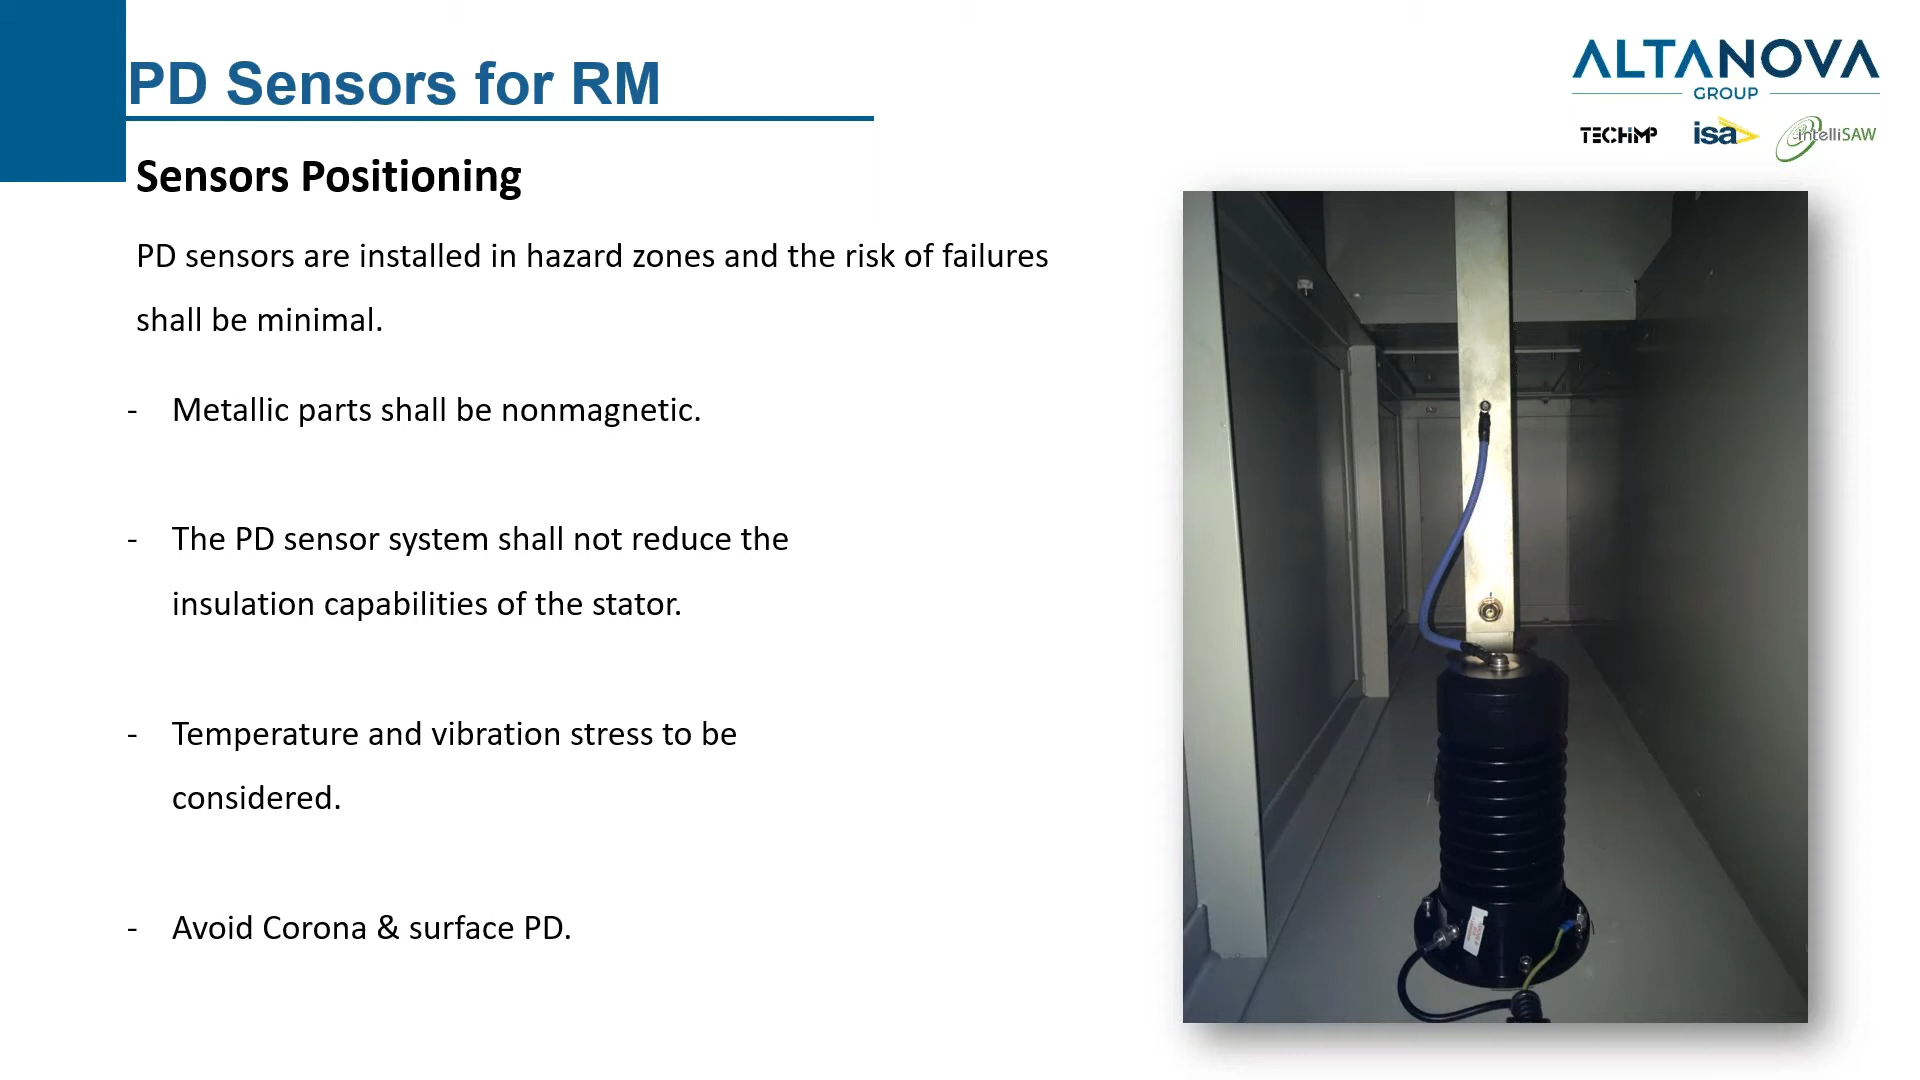 PD Sensors for RM
ALTANOVA
GROUP
TECHIMP
isa
intelliSAW
Sensors Positioning
PD sensors are installed in hazard zones and the risk of failures
shall be minimal.
- Metallic parts shall be nonmagnetic.
- The PD sensor system shall not reduce the
insulation capabilities of the stator.
- Temperature and vibration stress to be
considered.
- Avoid Corona & surface PD.